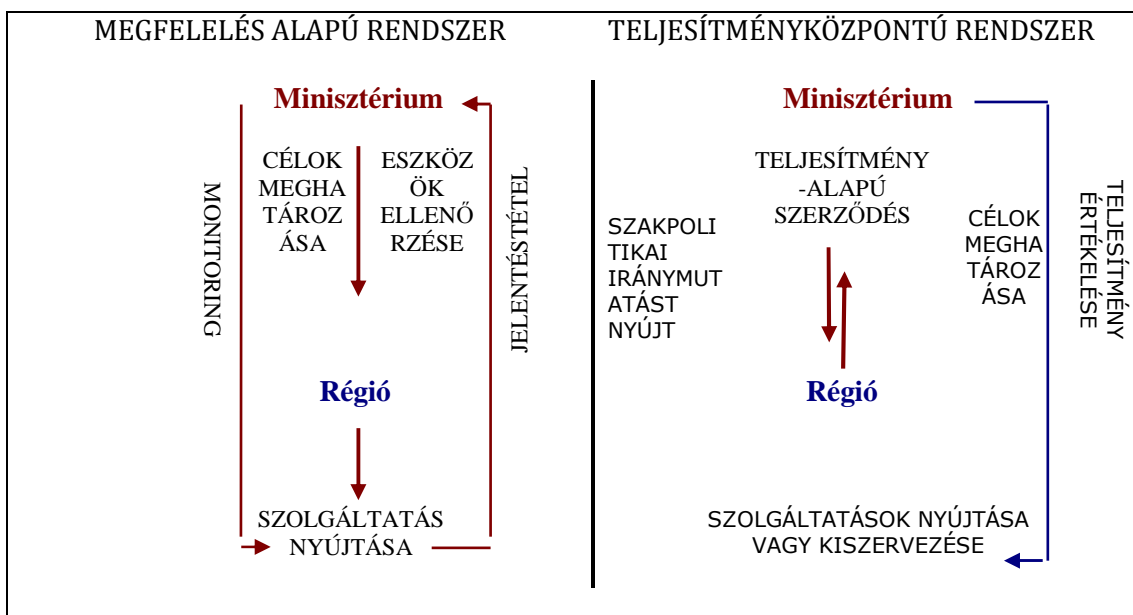 MEGFELELÉS ALAPÚ RENDSZER
Minisztérium
CÉLOK
MEGHA
TÁROZ
ÁSA
ESZKÖZ
ÖK
ELLENŐ
RZÉSE
MONITORING
JELENTÉSTÉTEL
Régió
SZOLGÁLTATÁS
NYÚJTÁSA
TELJESÍTMÉNYKÖZPONTÚ RENDSZER
Minisztérium
TELJESÍTMÉNY
-ALAPÚ
SZERZŐDÉS
SZAKPOLI
TIKAI
IRÁNYMUT
ATÁST
NYÚJT
CÉLOK
MEGHA
TÁROZ
ÁSA
TELJESÍTMÉNY
ÉRTÉKELÉSE
Régió
SZOLGÁLTATÁSOK NYÚJTÁSA
VAGY KISZERVEZÉSE